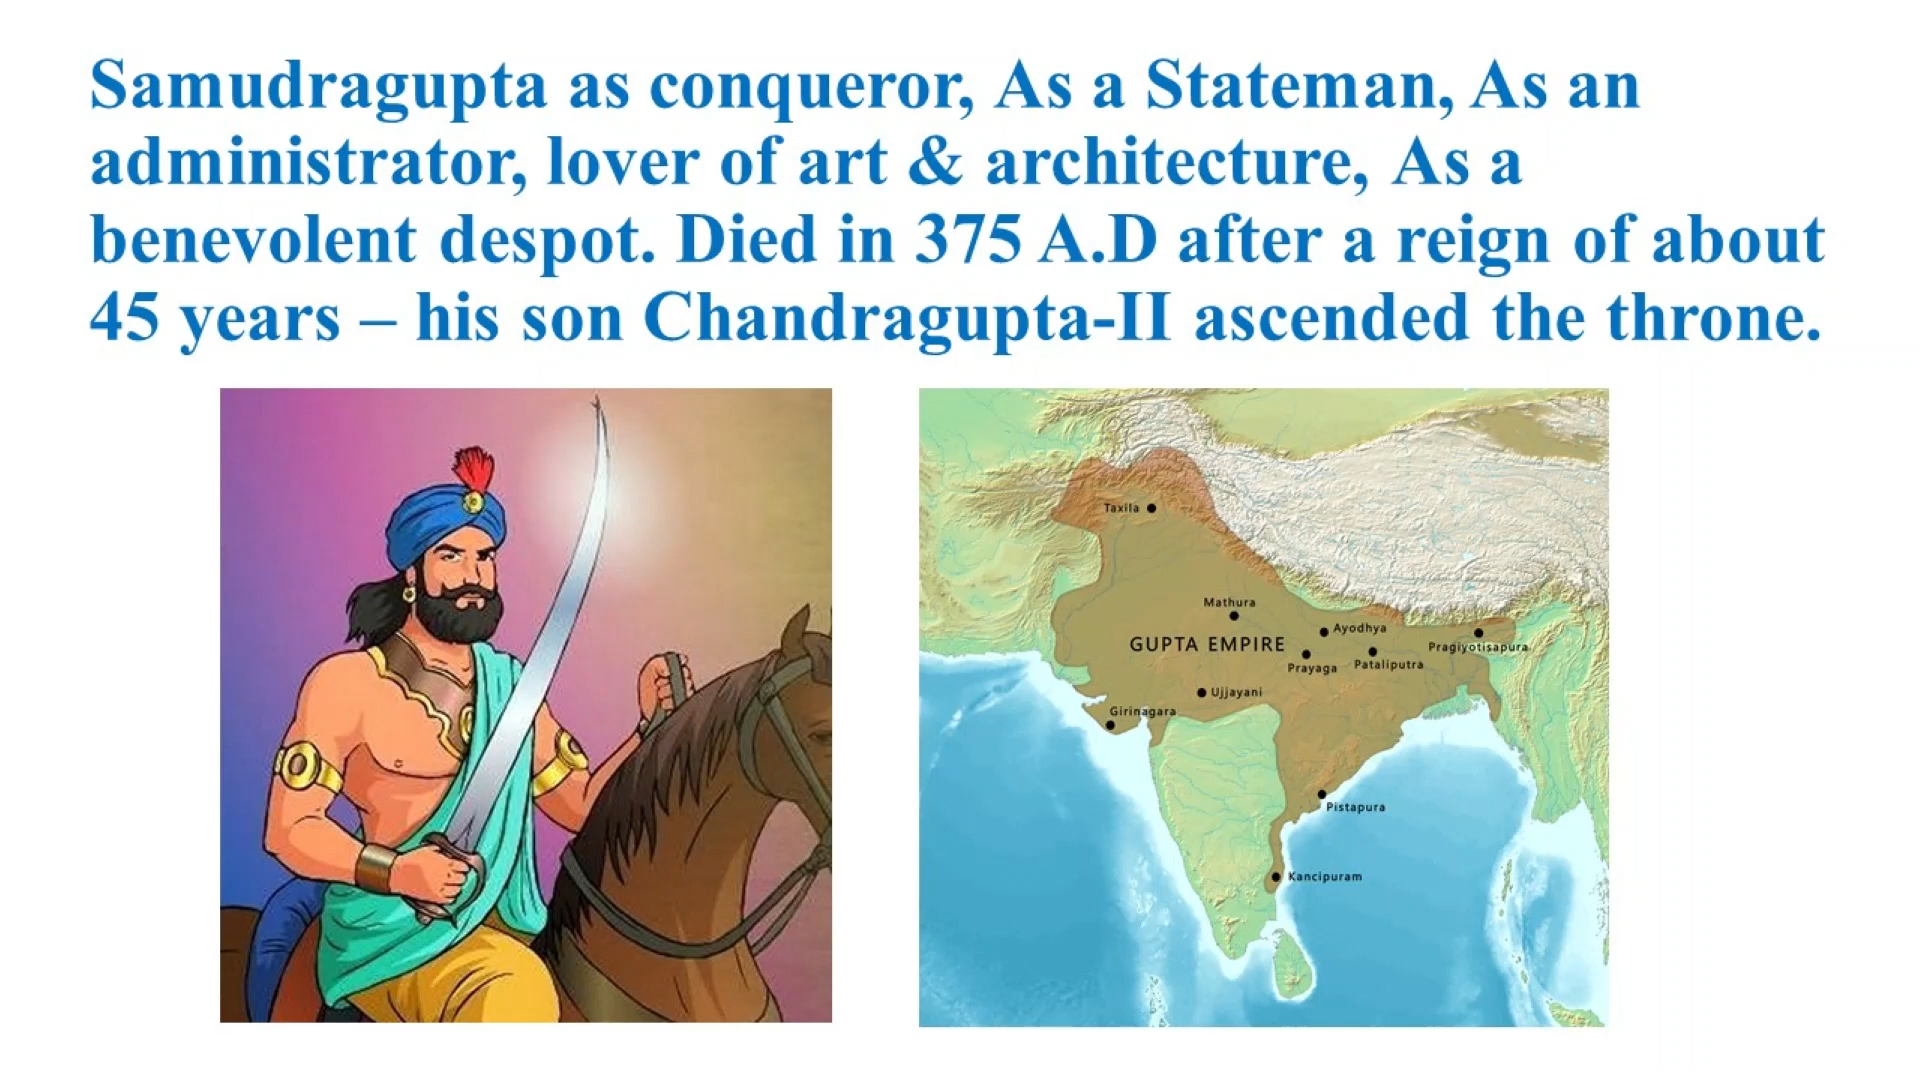 Samudragupta as conqueror, As a Stateman, As an
administrator, lover of art & architecture, As a
benevolent despot. Died in 375 A.D after a reign of about
45 years – his son Chandragupta-II ascended the throne.
Taxila
Mathura
Ayodhya
GUPTA EMPIRE
Pragiyotisapura
Prayaga
Pataliputra
Ujjayani
Girinagara
Pistapura
Kancipuram